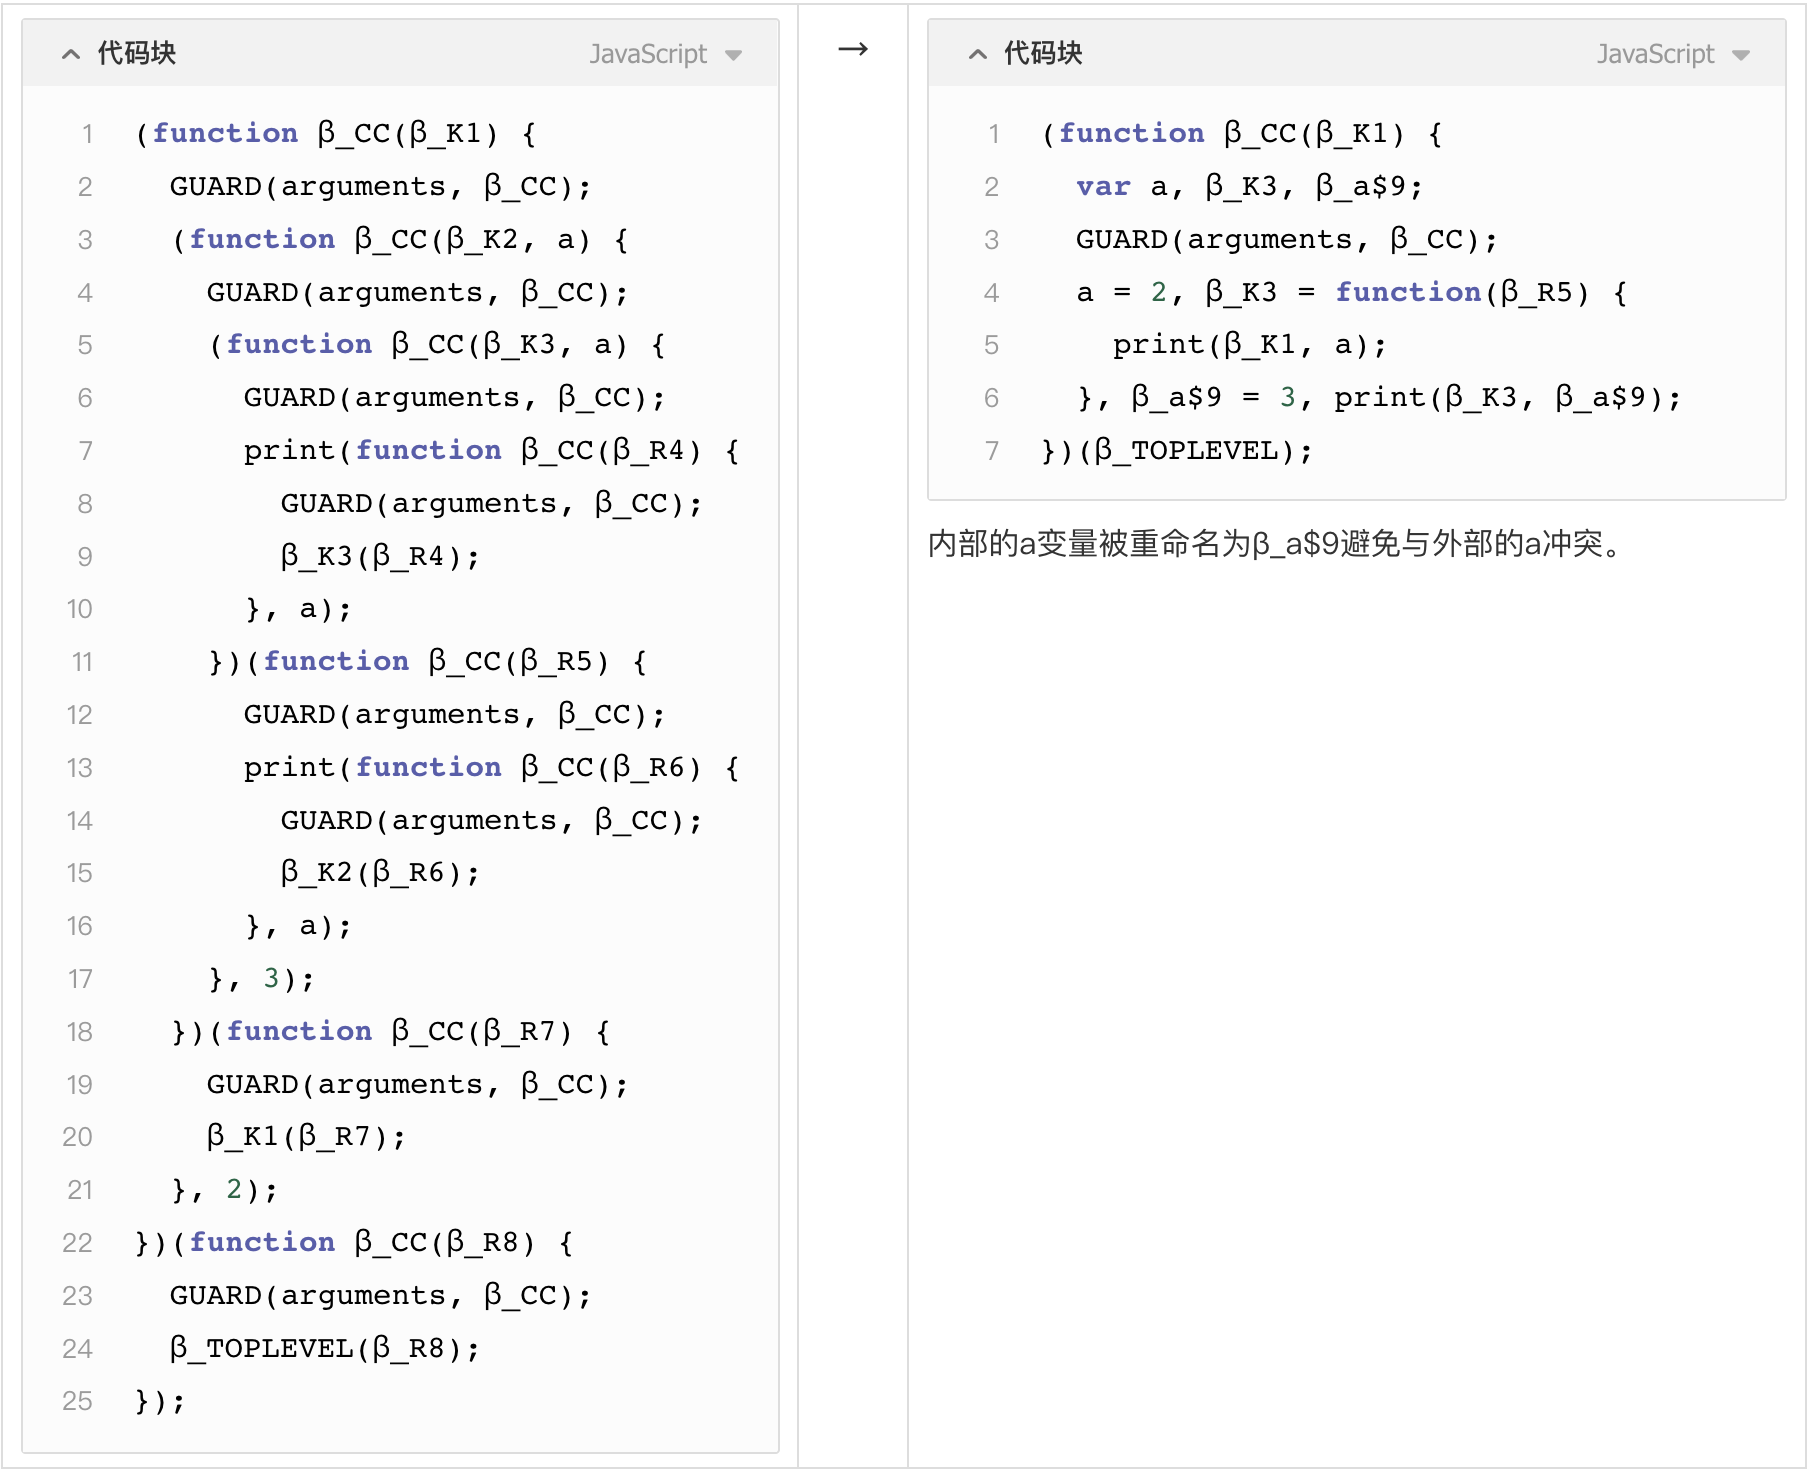 代码块 JavaScript
1 (function β_CC(β_K1) {
2   GUARD(arguments, β_CC);
3   (function β_CC(β_K2, a) {
4     GUARD(arguments, β_CC);
5     (function β_CC(β_K3, a) {
6       GUARD(arguments, β_CC);
7       print(function β_CC(β_R4) {
8         GUARD(arguments, β_CC);
9         β_K3(β_R4);
10       }, a);
11     })(function β_CC(β_R5) {
12       GUARD(arguments, β_CC);
13       print(function β_CC(β_R6) {
14         GUARD(arguments, β_CC);
15         β_K2(β_R6);
16       }, a);
17     }, 3);
18   })(function β_CC(β_R7) {
19     GUARD(arguments, β_CC);
20     β_K1(β_R7);
21   }, 2);
22 })(function β_CC(β_R8) {
23   GUARD(arguments, β_CC);
24   β_TOPLEVEL(β_R8);
25 });
→
代码块 JavaScript
1 (function β_CC(β_K1) {
2   var a, β_K3, β_a$9;
3   GUARD(arguments, β_CC);
4   a = 2, β_K3 = function(β_R5) {
5     print(β_K1, a);
6   }, β_a$9 = 3, print(β_K3, β_a$9);
7 })(β_TOPLEVEL);
内部的a变量被重命名为β_a$9避免与外部的a冲突。